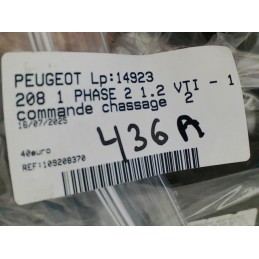 PEUGEOT Lp:14923
208 1 PHASE 2 1.2 VTI - 1
commande chassage 2
16/07/2025
436A
40euro
REF:109208370